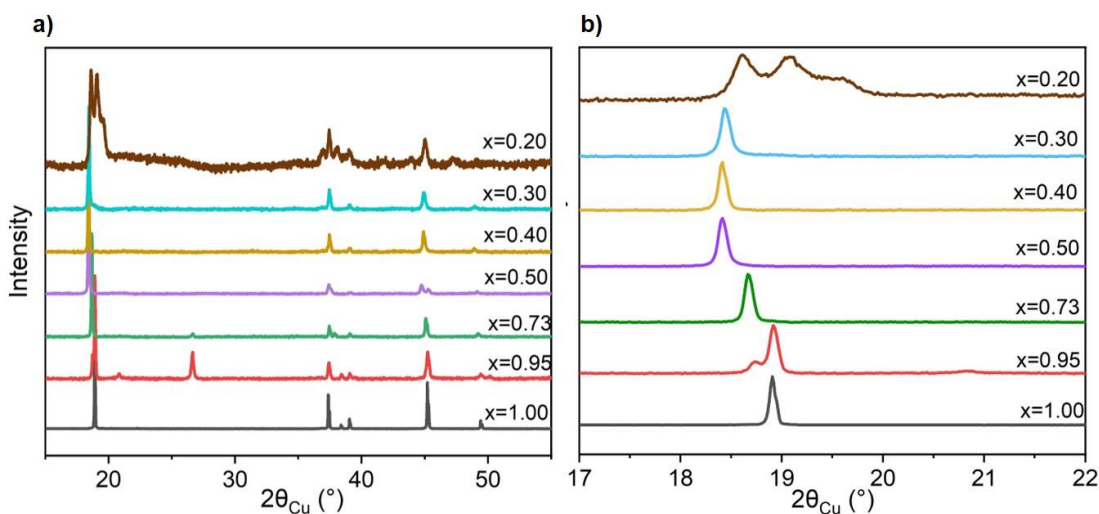 a)
x=0.20
x=0.30
x=0.40
x=0.50
x=0.73
x=0.95
x=1.00
Intensity
20 30 40 50
2θCu (°)
b)
x=0.20
x=0.30
x=0.40
x=0.50
x=0.73
x=0.95
x=1.00
17 18 19 20 21 22
2θCu (°)